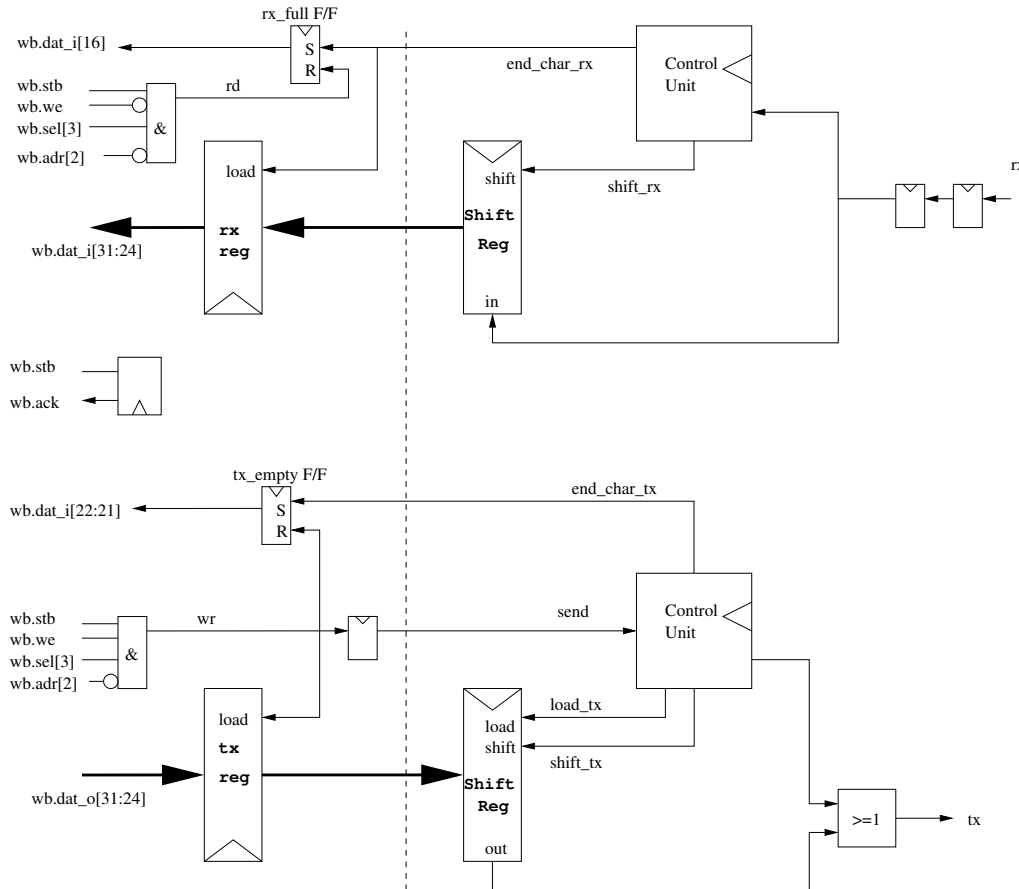 rx_full F/F
wb.dat_i[16]
S
R
end_char_rx
Control
Unit
wb.stb
wb.we
wb.sel[3]
wb.adr[2]
&
rd
load
rx
reg
shift
Shift
Reg
in
shift_rx
wb.dat_i[31:24]
wb.stb
wb.ack
tx_empty F/F
wb.dat_i[22:21]
S
R
end_char_tx
wb.stb
wb.we
wb.sel[3]
wb.adr[2]
&
wr
send
Control
Unit
load
tx
reg
load_tx
load
shift
shift_tx
Shift
Reg
out
wb.dat_o[31:24]
>=1
tx